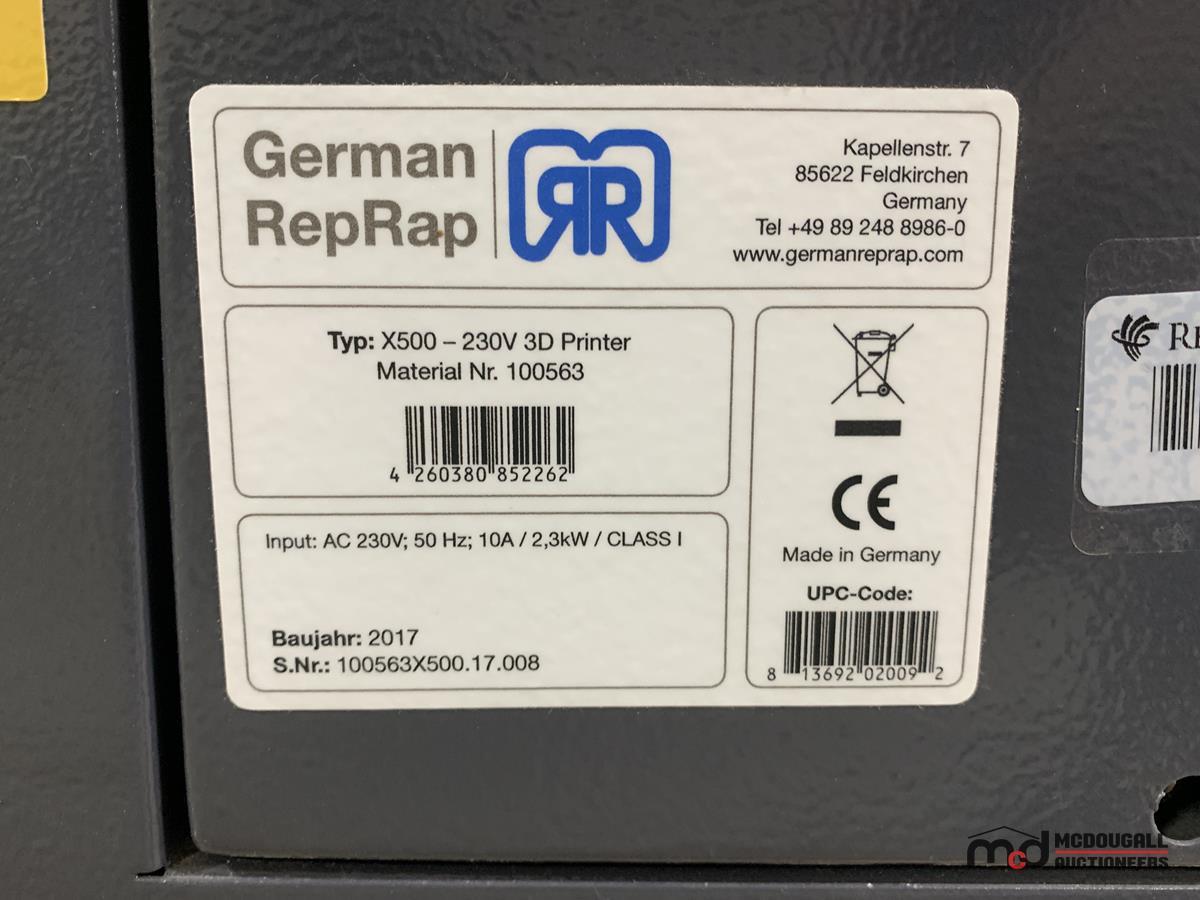 German
RepRap
RR
Kapellenstr. 7
85622 Feldkirchen
Germany
Tel +49 89 248 8986-0
www.germanreprap.com
Typ: X500 – 230V 3D Printer
Material Nr. 100563
4 260380 852262
Input: AC 230V; 50 Hz; 10A / 2,3kW / CLASS I
Baujahr: 2017
S.Nr.: 100563X500.17.008
CE
Made in Germany
UPC-Code:
8 13692 02009 2
mcd MCDOUGALL
AUCTIONEERS